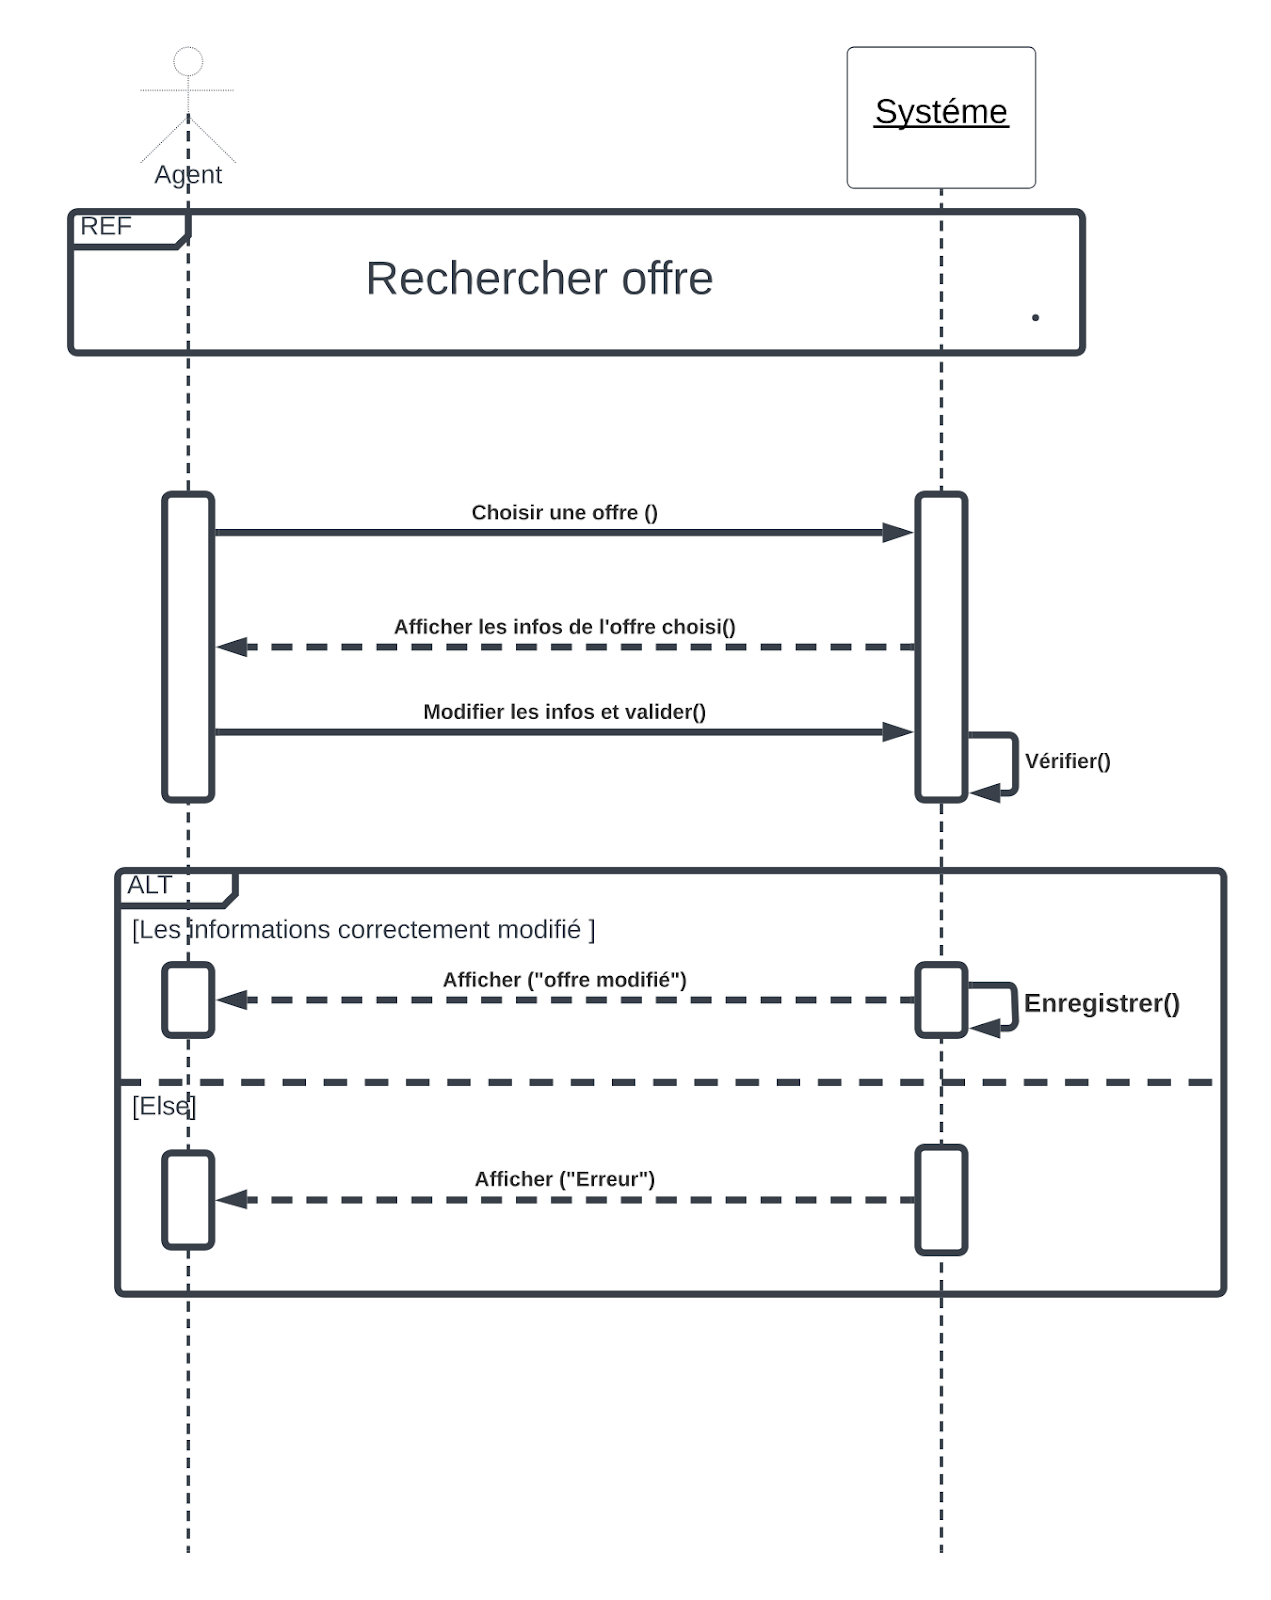 Agent
Systéme
REF
Rechercher offre
Choisir une offre ()
Afficher les infos de l'offre choisi()
Modifier les infos et valider()
Vérifier()
ALT
[Les informations correctement modifié ]
Afficher ("offre modifié")
Enregistrer()
[Else]
Afficher ("Erreur")